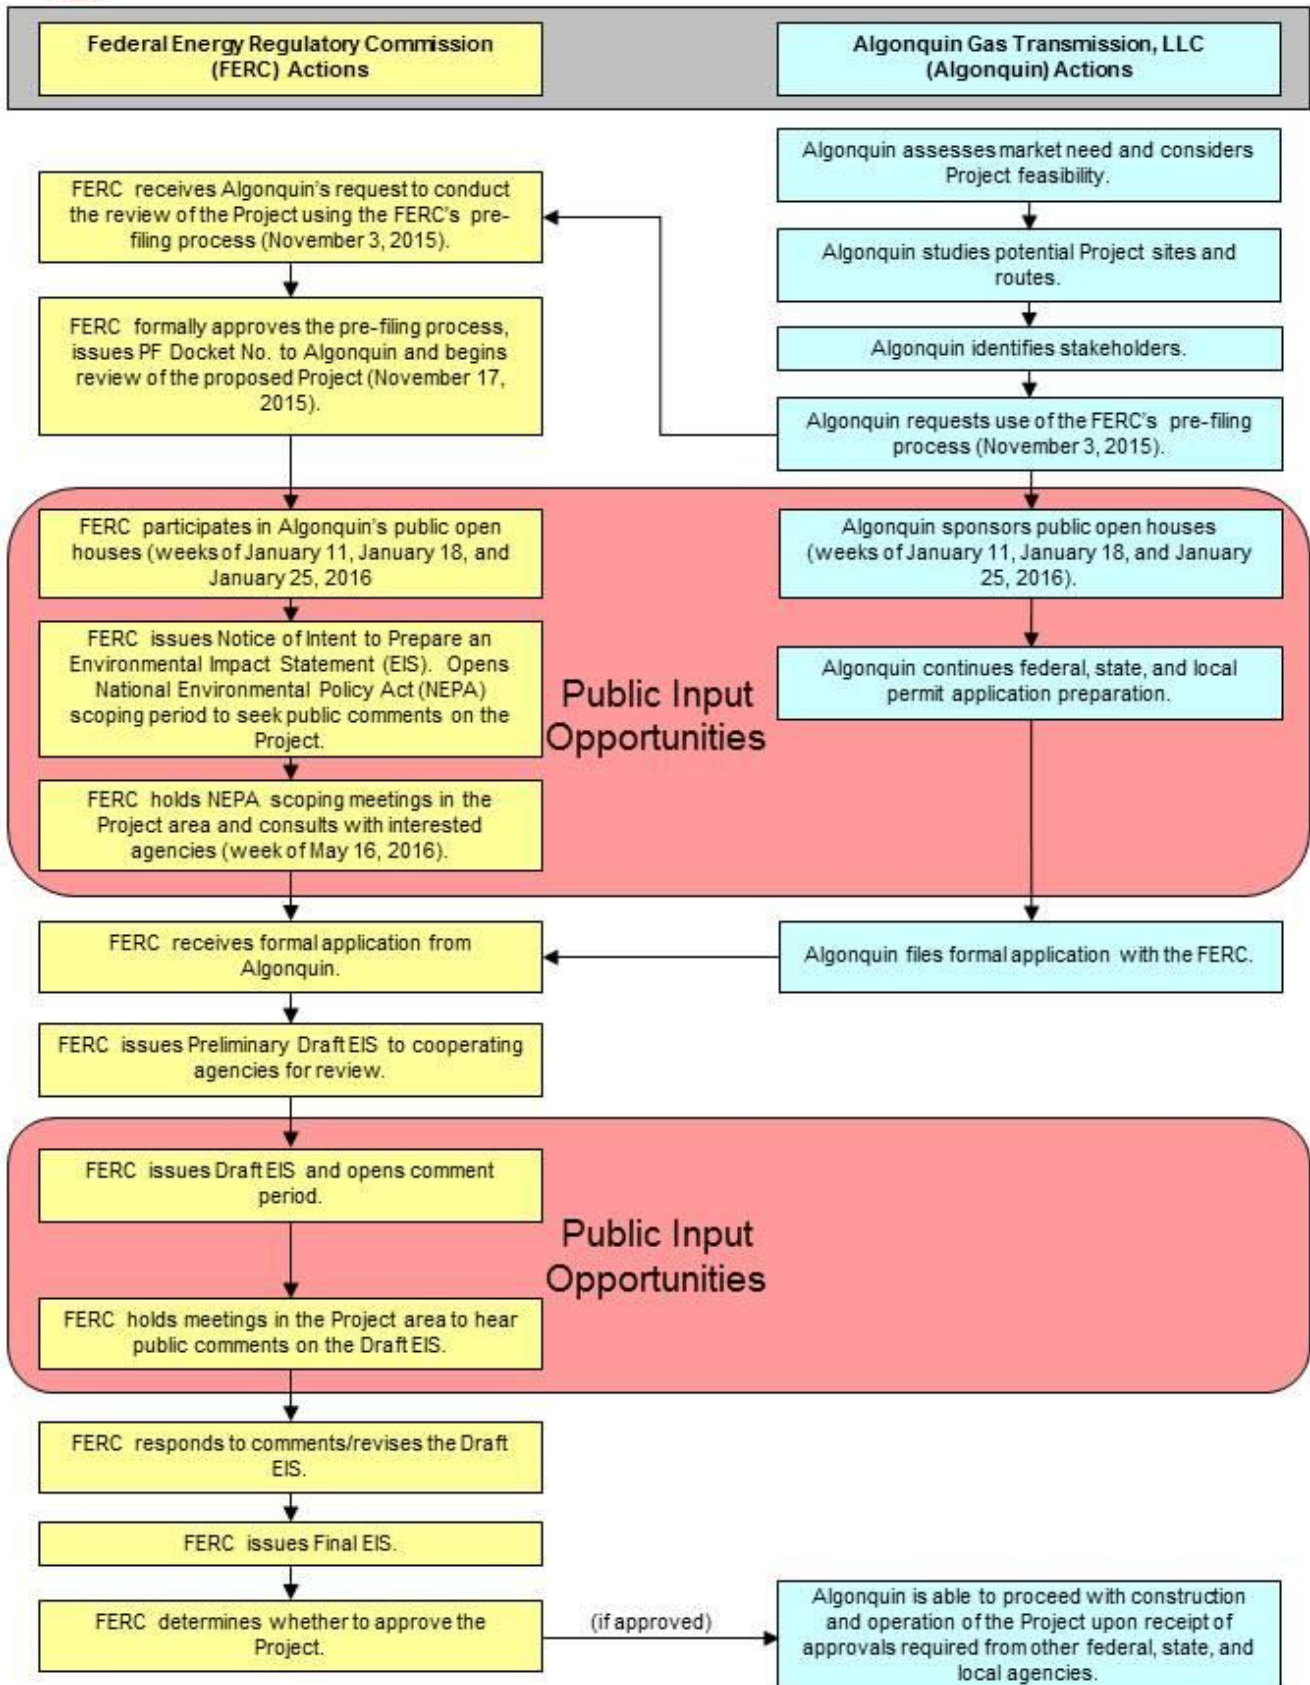 Federal Energy Regulatory Commission
(FERC) Actions
Algonquin Gas Transmission, LLC
(Algonquin) Actions
Algonquin assesses market need and considers
Project feasibility.
FERC receives Algonquin's request to conduct
the review of the Project using the FERC's pre-
filing process (November 3, 2015).
Algonquin studies potential Project sites and
routes.
FERC formally approves the pre-filing process,
issues PF Docket No. to Algonquin and begins
review of the proposed Project (November 17,
2015).
Algonquin identifies stakeholders.
Algonquin requests use of the FERC's pre-filing
process (November 3, 2015).
FERC participates in Algonquin's public open
houses (weeks of January 11, January 18, and
January 25, 2016
Algonquin sponsors public open houses
(weeks of January 11, January 18, and January
25, 2016).
FERC issues Notice of Intent to Prepare an
Environmental Impact Statement (EIS). Opens
National Environmental Policy Act (NEPA)
scoping period to seek public comments on the
Project.
Public Input
Opportunities
Algonquin continues federal, state, and local
permit application preparation.
FERC holds NEPA scoping meetings in the
Project area and consults with interested
agencies (week of May 16, 2016).
FERC receives formal application from
Algonquin.
Algonquin files formal application with the FERC.
FERC issues Preliminary Draft EIS to cooperating
agencies for review.
FERC issues Draft EIS and opens comment
period.
Public Input
Opportunities
FERC holds meetings in the Project area to hear
public comments on the Draft EIS.
FERC responds to comments/revises the Draft
EIS.
FERC issues Final EIS.
FERC determines whether to approve the
Project.
(if approved)
Algonquin is able to proceed with construction
and operation of the Project upon receipt of
approvals required from other federal, state, and
local agencies.